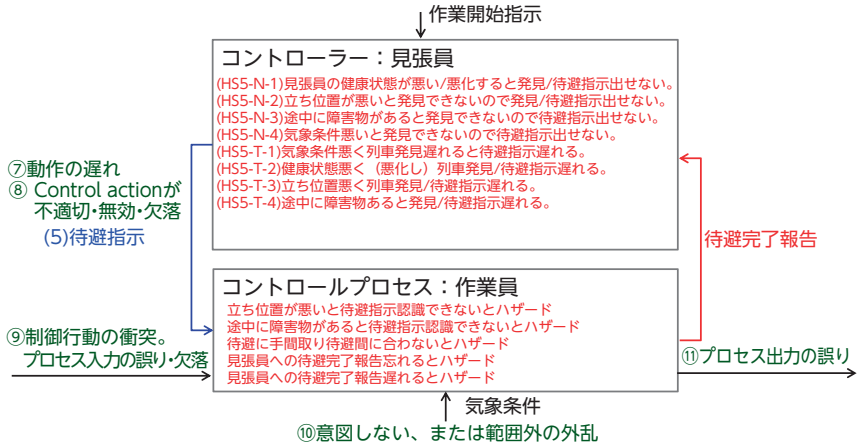 作業開始指示
コントローラー：見張員
(HS5-N-1)見張員の健康状態が悪い/悪化すると発見/待避指示出せない。
(HS5-N-2)立ち位置が悪いと発見できないので発見/待避指示出せない。
(HS5-N-3)途中に障害物があると発見できないので待避指示出せない。
(HS5-N-4)気象条件悪いと発見できないので待避指示出せない。
(HS5-T-1)気象条件悪く列車発見遅れると待避指示遅れる。
(HS5-T-2)健康状態悪く（悪化し）列車発見/待避指示遅れる。
(HS5-T-3)立ち位置悪く列車発見/待避指示遅れる。
(HS5-T-4)途中に障害物あると発見/待避指示遅れる。
⑦動作の遅れ
⑧ Control actionが
不適切・無効・欠落
(5)待避指示
待避完了報告
コントロールプロセス：作業員
立ち位置が悪いと待避指示認識できないとハザード
途中に障害物があると待避指示認識できないとハザード
待避に手間取り待避間に合わないとハザード
見張員への待避完了報告忘れるとハザード
見張員への待避完了報告遅れるとハザード
⑨制御行動の衝突。
プロセス入力の誤り・欠落
⑪プロセス出力の誤り
気象条件
⑩意図しない、または範囲外の外乱